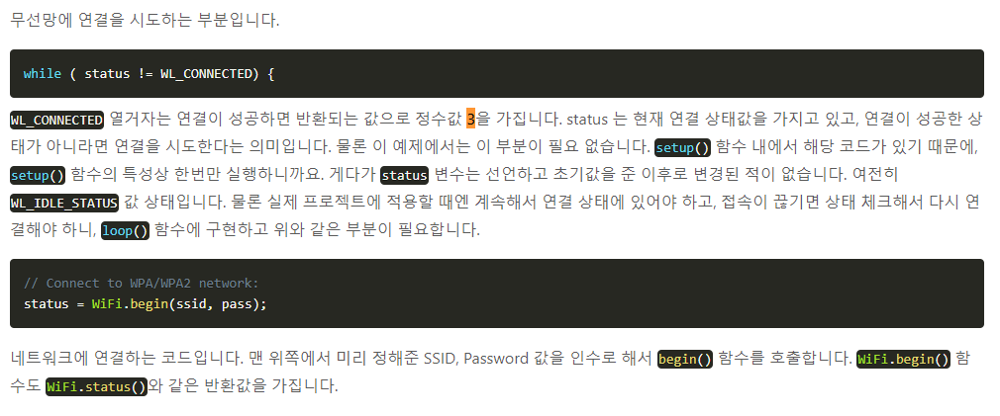 무선망에 연결을 시도하는 부분입니다.
while ( status != WL_CONNECTED) {
WL_CONNECTED 열거자는 연결이 성공하면 반환되는 값으로 정수값 3을 가집니다. status 는 현재 연결 상태값을 가지고 있고, 연결이 성공한 상
태가 아니라면 연결을 시도한다는 의미입니다. 물론 이 예제에서는 이 부분이 필요 없습니다. setup() 함수 내에서 해당 코드가 있기 때문에,
setup() 함수의 특성상 한번만 실행하니까요. 게다가 status 변수는 선언하고 초기값을 준 이후로 변경된 적이 없습니다. 여전히
WL_IDLE_STATUS 값 상태입니다. 물론 실제 프로젝트에 적용할 때엔 계속해서 연결 상태에 있어야 하고, 접속이 끊기면 상태 체크해서 다시 연
결해야 하니, loop() 함수에 구현하고 위와 같은 부분이 필요합니다.
// Connect to WPA/WPA2 network:
status = WiFi.begin(ssid, pass);
네트워크에 연결하는 코드입니다. 맨 위쪽에서 미리 정해준 SSID, Password 값을 인수로 해서 begin() 함수를 호출합니다. WiFi.begin() 함
수도 WiFi.status()와 같은 반환값을 가집니다.